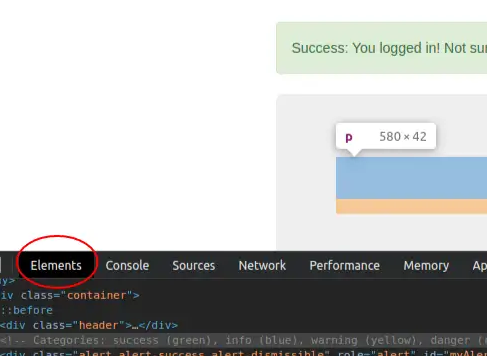 Success: You logged in! Not sur
p 580 × 42
Elements Console Sources Network Performance Memory Ap
dy>
iv class="container">
::before
<div class="header">…</div>
<!-- Categories: success (green), info (blue), warning (yellow), danger (r
<div class="alert alert-success alert-dismissible" role="alert" id="myAler